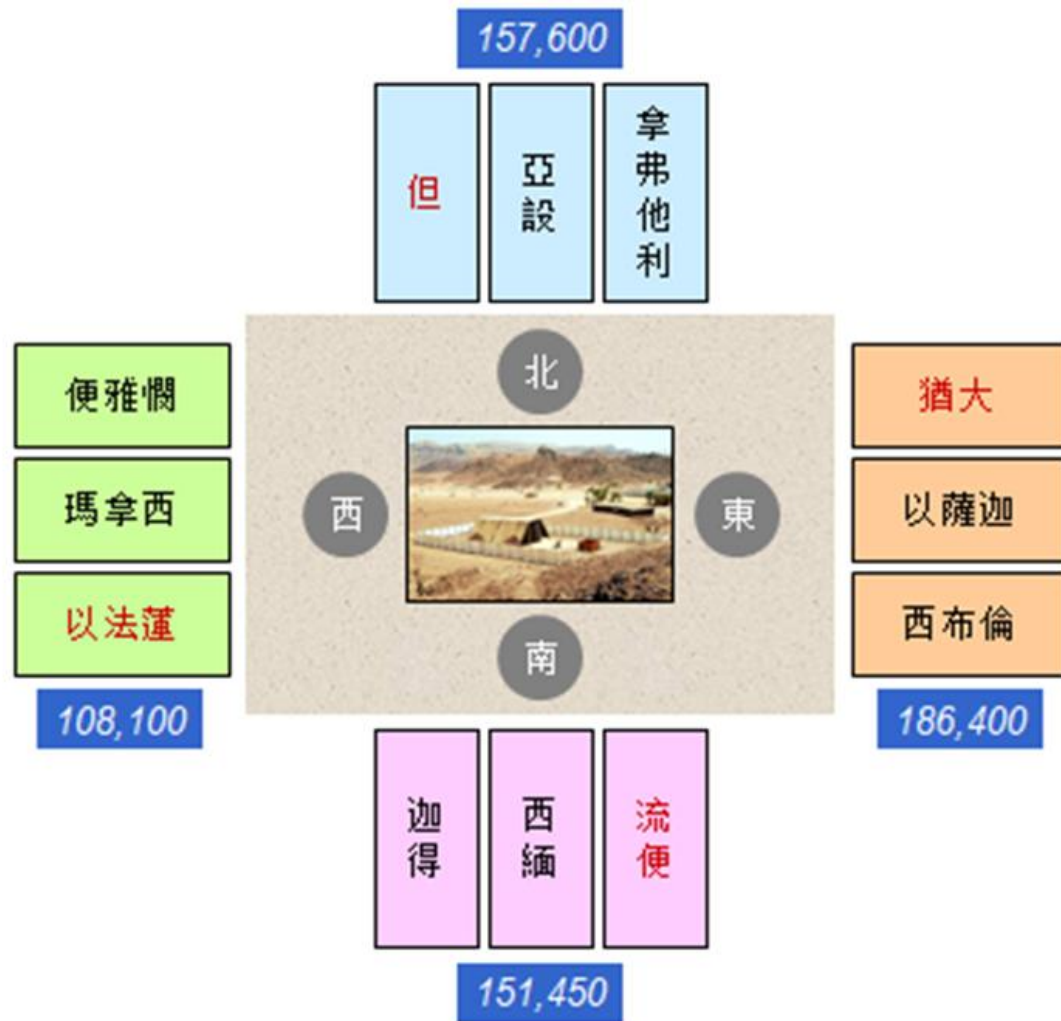 157,600
但
亞設
拿弗他利
北
便雅憫
猶大
瑪拿西
西
東
以薩迦
以法蓮
南
西布倫
108,100
186,400
迦得
西緬
流便
151,450